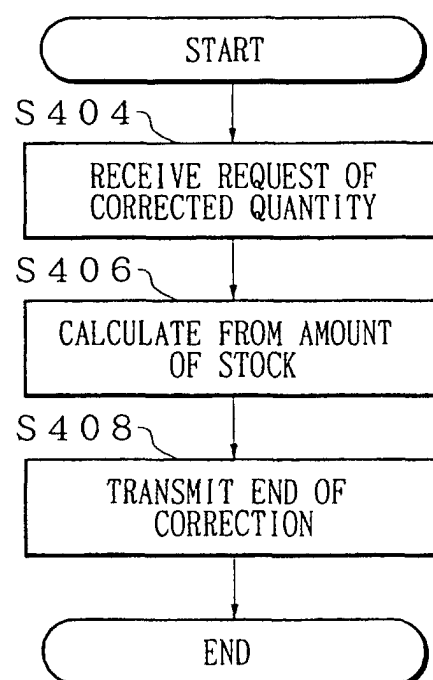 START
S404
RECEIVE REQUEST OF
CORRECTED QUANTITY
S406
CALCULATE FROM AMOUNT
OF STOCK
S408
TRANSMIT END OF
CORRECTION
END